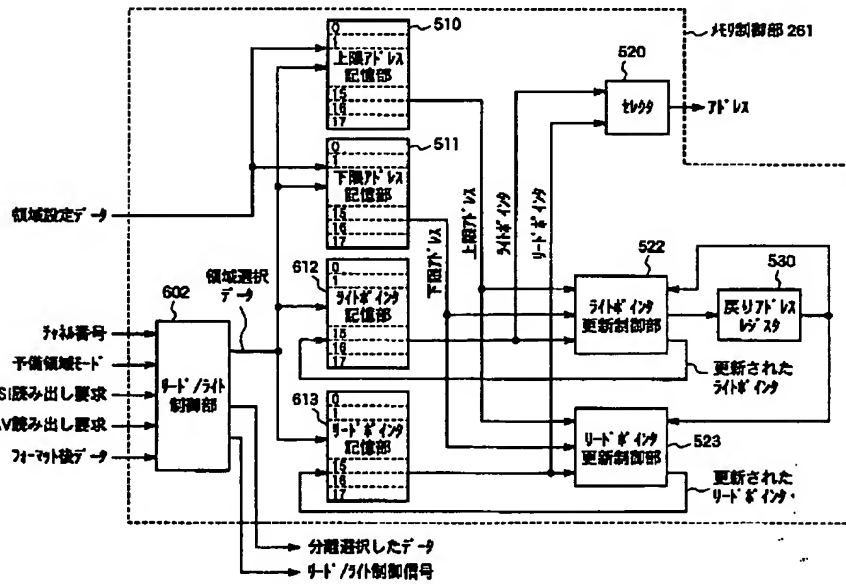 メモリ制御部 261
510
0
1
上限アドレス
記憶部
15
16
17
511
0
1
下限アドレス
記憶部
15
16
17
520
セレクタ
アドレス
領域設定データ
領域選択
データ
下限アドレス
上限アドレス
ライトポインタ
リードポインタ
612
0
1
ライトポインタ
記憶部
15
16
17
522
ライトポインタ
更新制御部
530
戻りアドレス
レジスタ
更新された
ライトポインタ
602
リード/ライト
制御部
チャネル番号
予備領域モード
SI読み出し要求
AV読み出し要求
フォーマット後データ
613
0
1
リードポインタ
記憶部
15
16
17
リードポインタ
更新制御部
523
更新された
リードポインタ
分離選択したデータ
リード/ライト制御信号